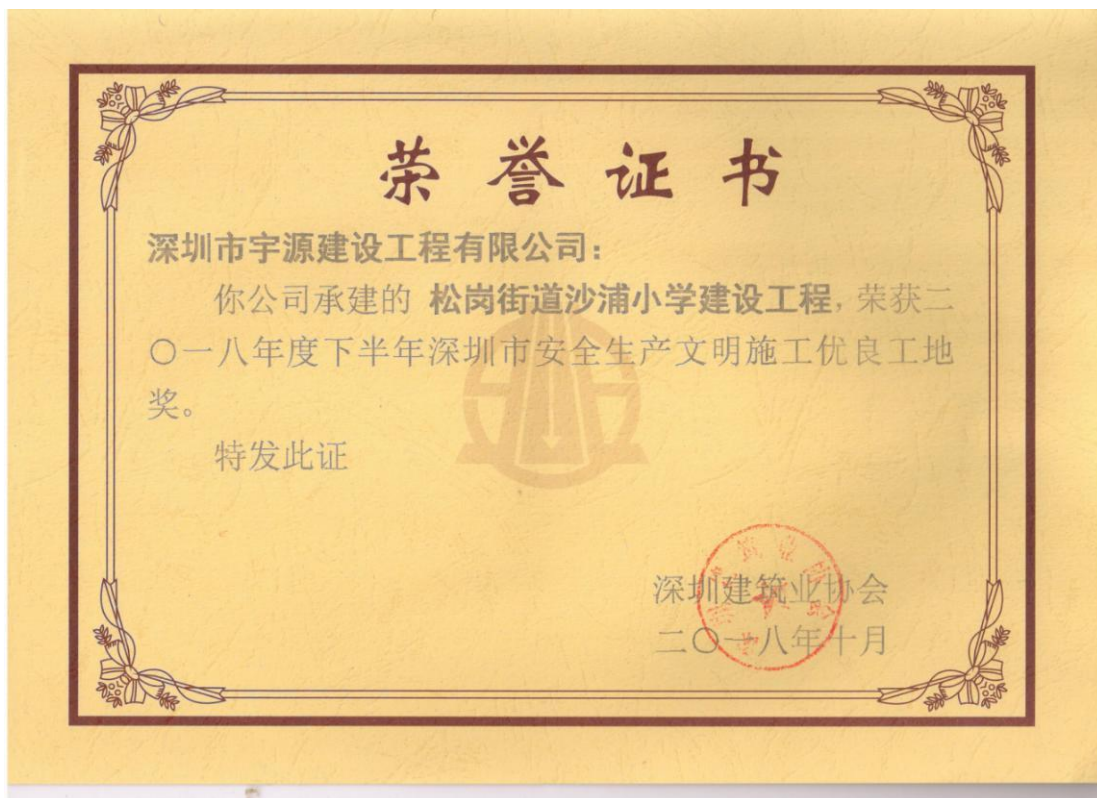 荣誉证书
深圳市宇源建设工程有限公司：
你公司承建的 松岗街道沙浦小学建设工程，荣获二
〇一八年度下半年深圳市安全生产文明施工优良工地
奖。
特发此证
深圳建筑业协会
二〇一八年十月